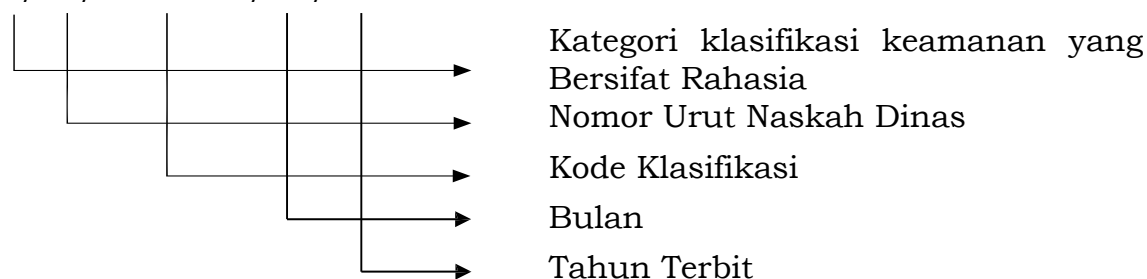 Kategori klasifikasi keamanan yang
Bersifat Rahasia
Nomor Urut Naskah Dinas
Kode Klasifikasi
Bulan
Tahun Terbit